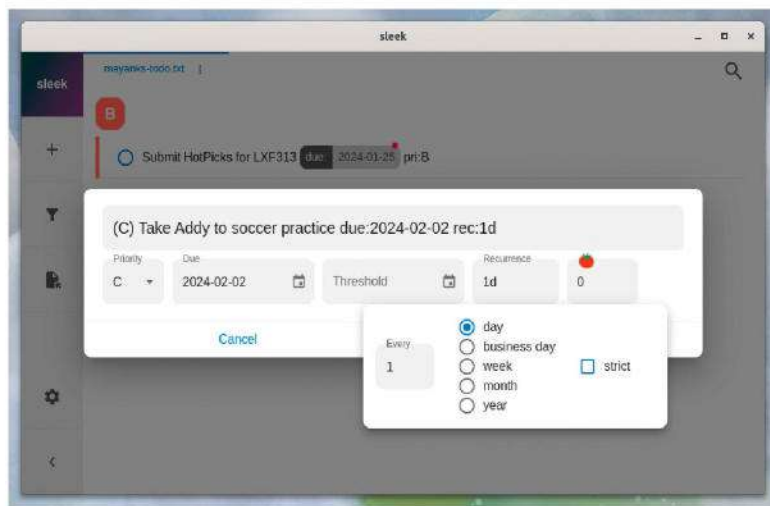 sleek
mayanks-todo.txt
sleek
B
Submit HotPicks for LXF313 due: 2024-01-25 pri:B
(C) Take Addy to soccer practice due:2024-02-02 rec:1d
Priority
C
Due
2024-02-02
Threshold
Recurrence
1d
0
Cancel
Every
1
day
business day
week
month
year
strict